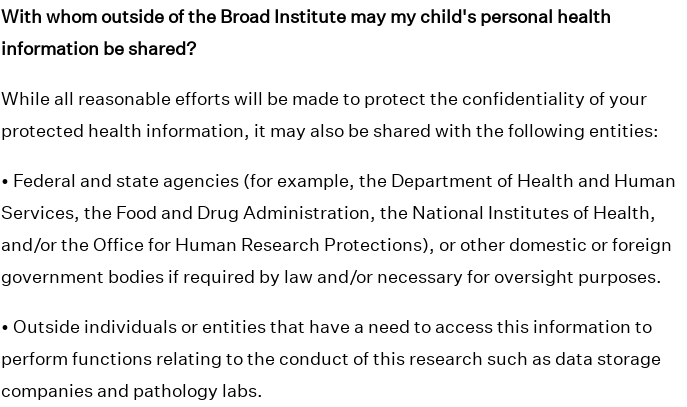 With whom outside of the Broad Institute may my child's personal health
information be shared?
While all reasonable efforts will be made to protect the confidentiality of your
protected health information, it may also be shared with the following entities:
• Federal and state agencies (for example, the Department of Health and Human
Services, the Food and Drug Administration, the National Institutes of Health,
and/or the Office for Human Research Protections), or other domestic or foreign
government bodies if required by law and/or necessary for oversight purposes.
• Outside individuals or entities that have a need to access this information to
perform functions relating to the conduct of this research such as data storage
companies and pathology labs.